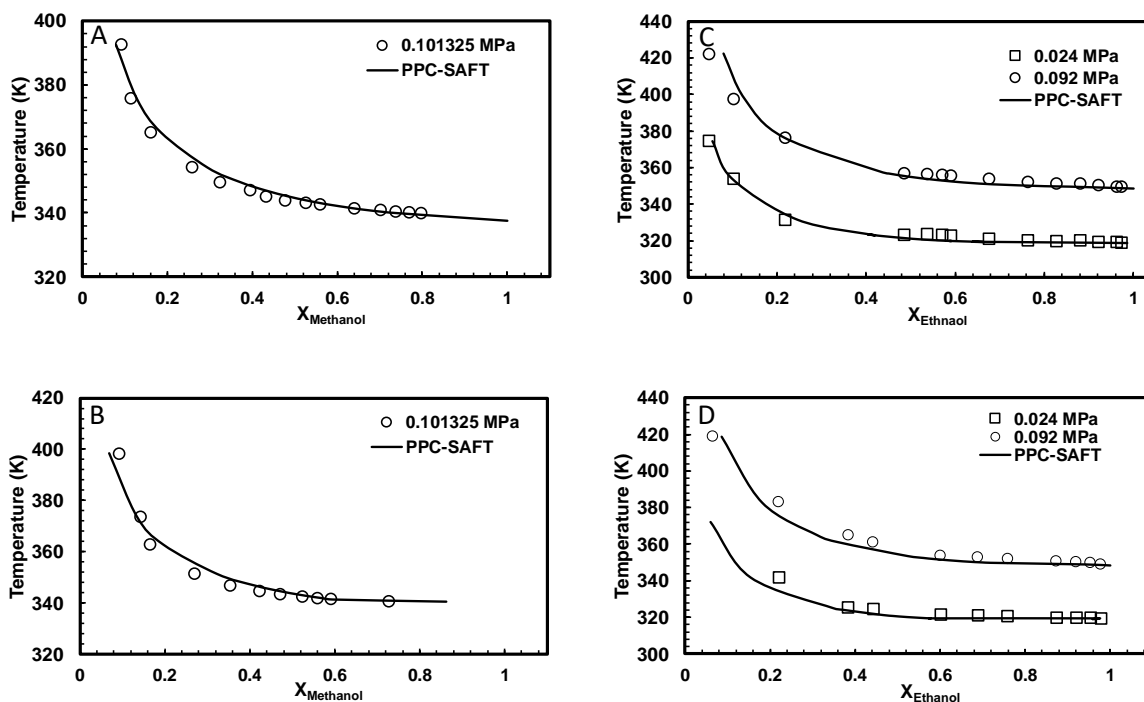 A
0.101325 MPa
PPC-SAFT
Temperature (K)
400
380
360
340
320
0 0.2 0.4 0.6 0.8 1
XMethanol
C
0.024 MPa
0.092 MPa
PPC-SAFT
Temperature (K)
440
420
400
380
360
340
320
300
0 0.2 0.4 0.6 0.8 1
XEthnaol
B
0.101325 MPa
PPC-SAFT
Temperature (K)
420
400
380
360
340
320
0 0.2 0.4 0.6 0.8 1
XMethanol
D
0.024 MPa
0.092 MPa
PPC-SAFT
Temperature (K)
440
420
400
380
360
340
320
300
0 0.2 0.4 0.6 0.8 1
XEthanol